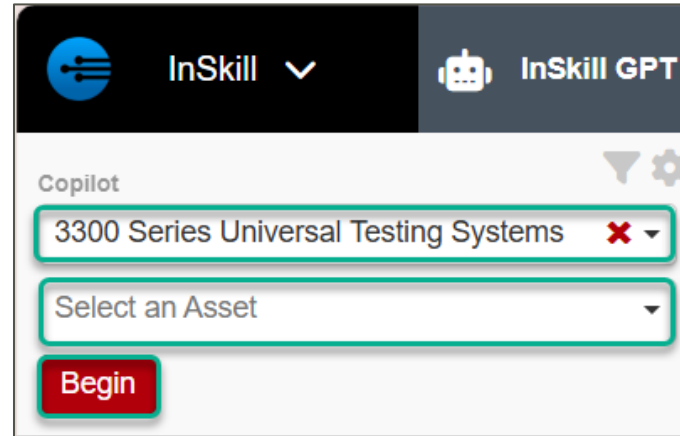 InSkill
InSkill GPT
Copilot
3300 Series Universal Testing Systems
Select an Asset
Begin